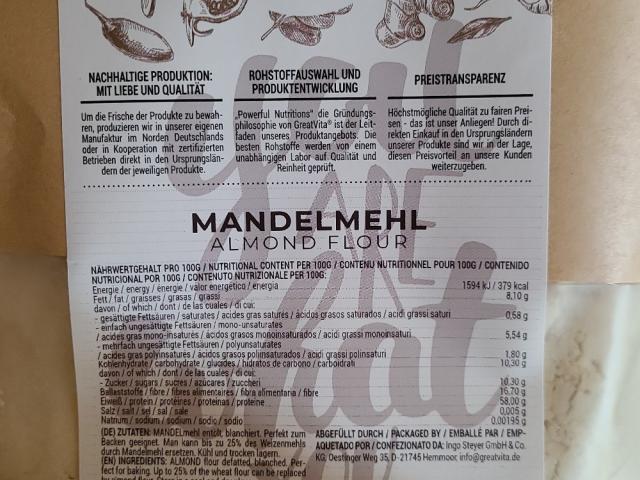 NACHHALTIGE PRODUKTION:
MIT LIEBE UND QUALITÄT
Um die Frische der Produkte zu bewah-
ren, produzieren wir in unserer eigenen
Manufaktur im Norden Deutschlands
oder in Kooperation mit zertifizierten
Betrieben direkt in den Ursprungslän-
dern der jeweiligen Produkte.
ROHSTOFFAUSWAHL UND
PRODUKTENTWICKLUNG
„Powerful Nutritions" die Gründungs-
philosophie von GreatVita® ist der Leit-
faden unseres Produktangebots. Die
besten Rohstoffe werden von einem
unabhängigen Labor auf Qualität und
Reinheit geprüft.
PREISTRANSPARENZ
Höchstmögliche Qualität zu fairen Prei-
sen - das ist unser Anliegen! Durch di-
rekten Einkauf in den Ursprungsländern
unserer Produkte sind wir in der Lage,
diesen Preisvorteil an unsere Kunden
weiterzugeben.
MANDELMEHL
ALMOND FLOUR
NÄHRWERTGEHALT PRO 100G / NUTRITIONAL CONTENT PER 100G / CONTENU NUTRITIONNEL POUR 100G / CONTENIDO
NUTRICIONAL POR 100G / CONTENUTO NUTRIZIONALE PER 100G:
Energie / energy / énergie / valor energético / energia 1594 kJ / 379 kcal
Fett / fat / graisses / grasas / grassi 8,10 g
davon / of which / dont / de las cuales / di cui:
- gesättigte Fettsäuren / saturates / acides gras saturés / ácidos grasos saturados / acidi grassi saturi 0,58 g
- einfach ungesättigte Fettsäuren / mono-unsaturates
/ acides gras mono-insaturés / ácidos grasos monoinsaturados / acidi grassi monoinsaturi 5,54 g
- mehrfach ungesättigte Fettsäuren / polyunsaturates
/ acides gras polyinsaturés / ácidos grasos poliinsaturados / acidi grassi polinsaturi 1,80 g
Kohlenhydrate / carbohydrate / glucides / hidratos de carbono / carboidrati 10,30 g
davon / of which / dont / de las cuales / di cui:
- Zucker / sugars / sucres / azúcares / zuccheri 10,30 g
Ballaststoffe / fibre / fibres alimentaires / fibra alimentaria / fibre 16,70 g
Eiweiß / protein / protéines / proteínas / proteine 58,00 g
Salz / salt / sel / sal / sale 0,005 g
Natrium / sodium / sodium / sodio / sodio 0,00195 g
(DE) ZUTATEN: MANDELmehl entölt, blanchiert. Perfekt zum
Backen geeignet. Man kann bis zu 25% des Weizenmehls
durch Mandelmehl ersetzen. Kühl und trocken lagern.
(EN) INGREDIENTS: ALMOND flour defatted, blanched. Per-
fect for baking. Up to 25% of the wheat flour can be replaced
ABGEFÜLLT DURCH / PACKAGED BY / EMBALLÉ PAR / EMP-
AQUETADO POR / CONFEZIONATO DA: Ingo Steyer GmbH & Co.
KG, Oestinger Weg 35, D-21745 Hemmoor, info@greatvita.de